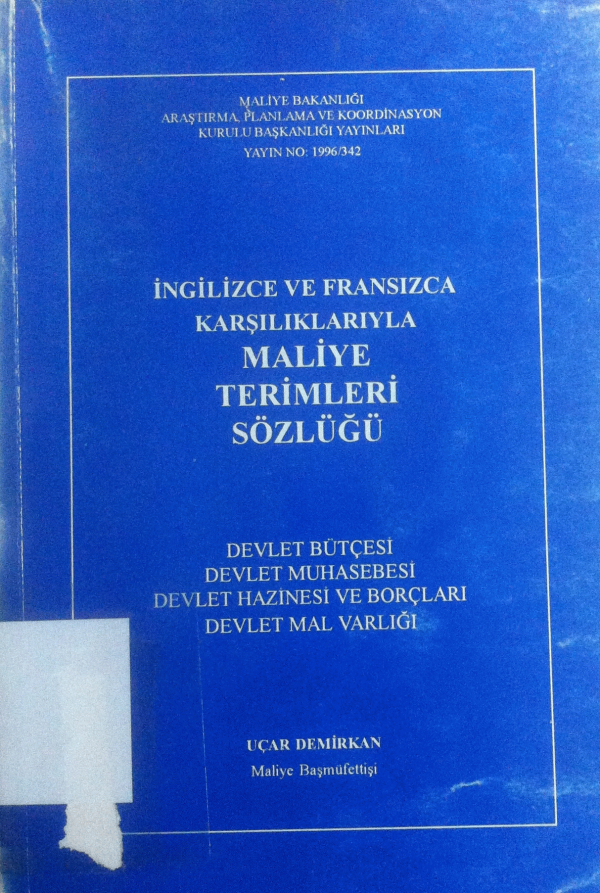 MALİYE BAKANLIĞI
ARAŞTIRMA, PLANLAMA VE KOORDİNASYON
KURULU BAŞKANLIĞI YAYINLARI
YAYIN NO: 1996/342
İNGİLİZCE VE FRANSIZCA
KARŞILIKLARIYLA
MALİYE
TERİMLERİ
SÖZLÜĞÜ
DEVLET BÜTÇESİ
DEVLET MUHASEBESİ
DEVLET HAZİNESİ VE BORÇLARI
DEVLET MAL VARLIĞI
UÇAR DEMİRKAN
Maliye Başmüfettişi